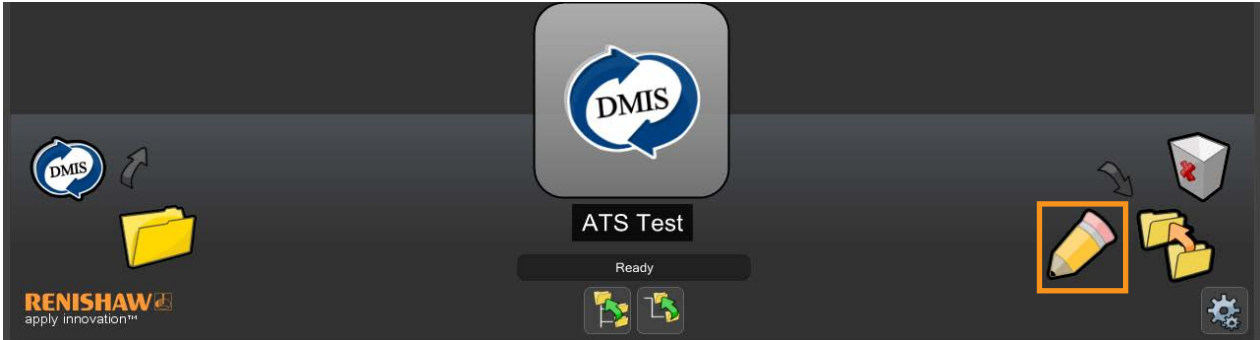 DMIS
DMIS
ATS Test
Ready
RENISHAW
apply innovation™